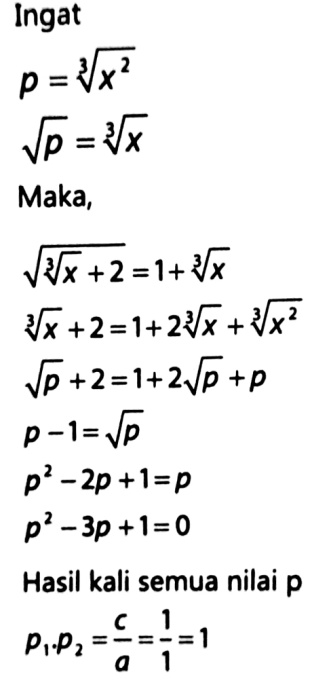 Ingat
p = ∛x²
√p = ∛x
Maka,
√(∛x + 2) = 1 + ∛x
∛x + 2 = 1 + 2∛x + ∛x²
√p + 2 = 1 + 2√p + p
p − 1 = √p
p² − 2p + 1 = p
p² − 3p + 1 = 0
Hasil kali semua nilai p
p₁.p₂ = c/a = 1/1 = 1